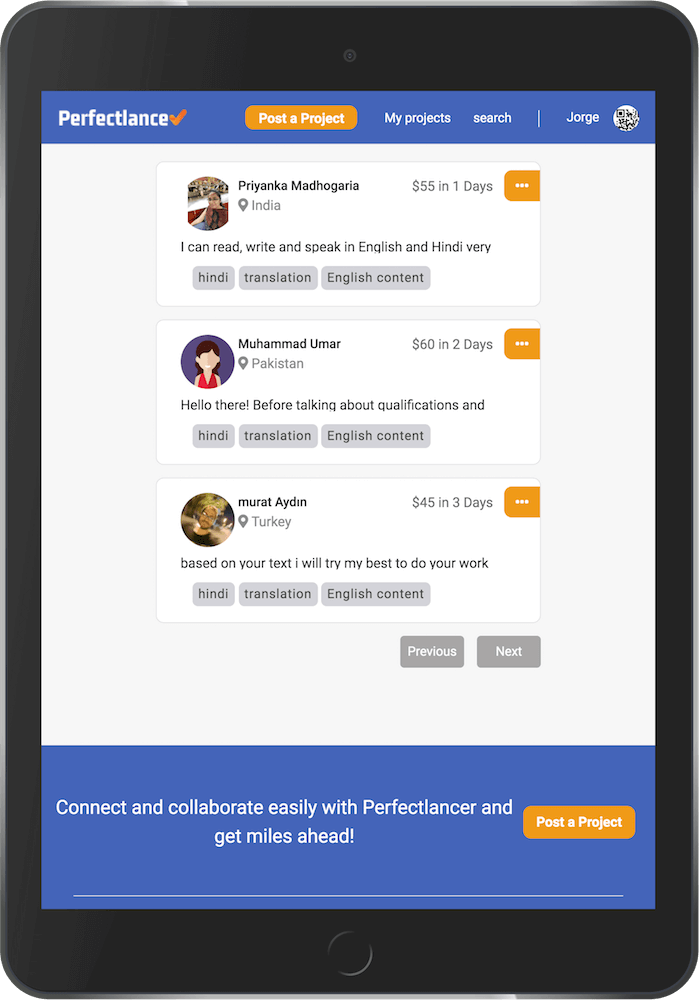 Perfectlance
Post a Project
My projects
search
Jorge
Priyanka Madhogaria
$55 in 1 Days
India
I can read, write and speak in English and Hindi very
hindi
translation
English content
Muhammad Umar
$60 in 2 Days
Pakistan
Hello there! Before talking about qualifications and
hindi
translation
English content
murat Aydın
$45 in 3 Days
Turkey
based on your text i will try my best to do your work
hindi
translation
English content
Previous
Next
Connect and collaborate easily with Perfectlancer and
get miles ahead!
Post a Project